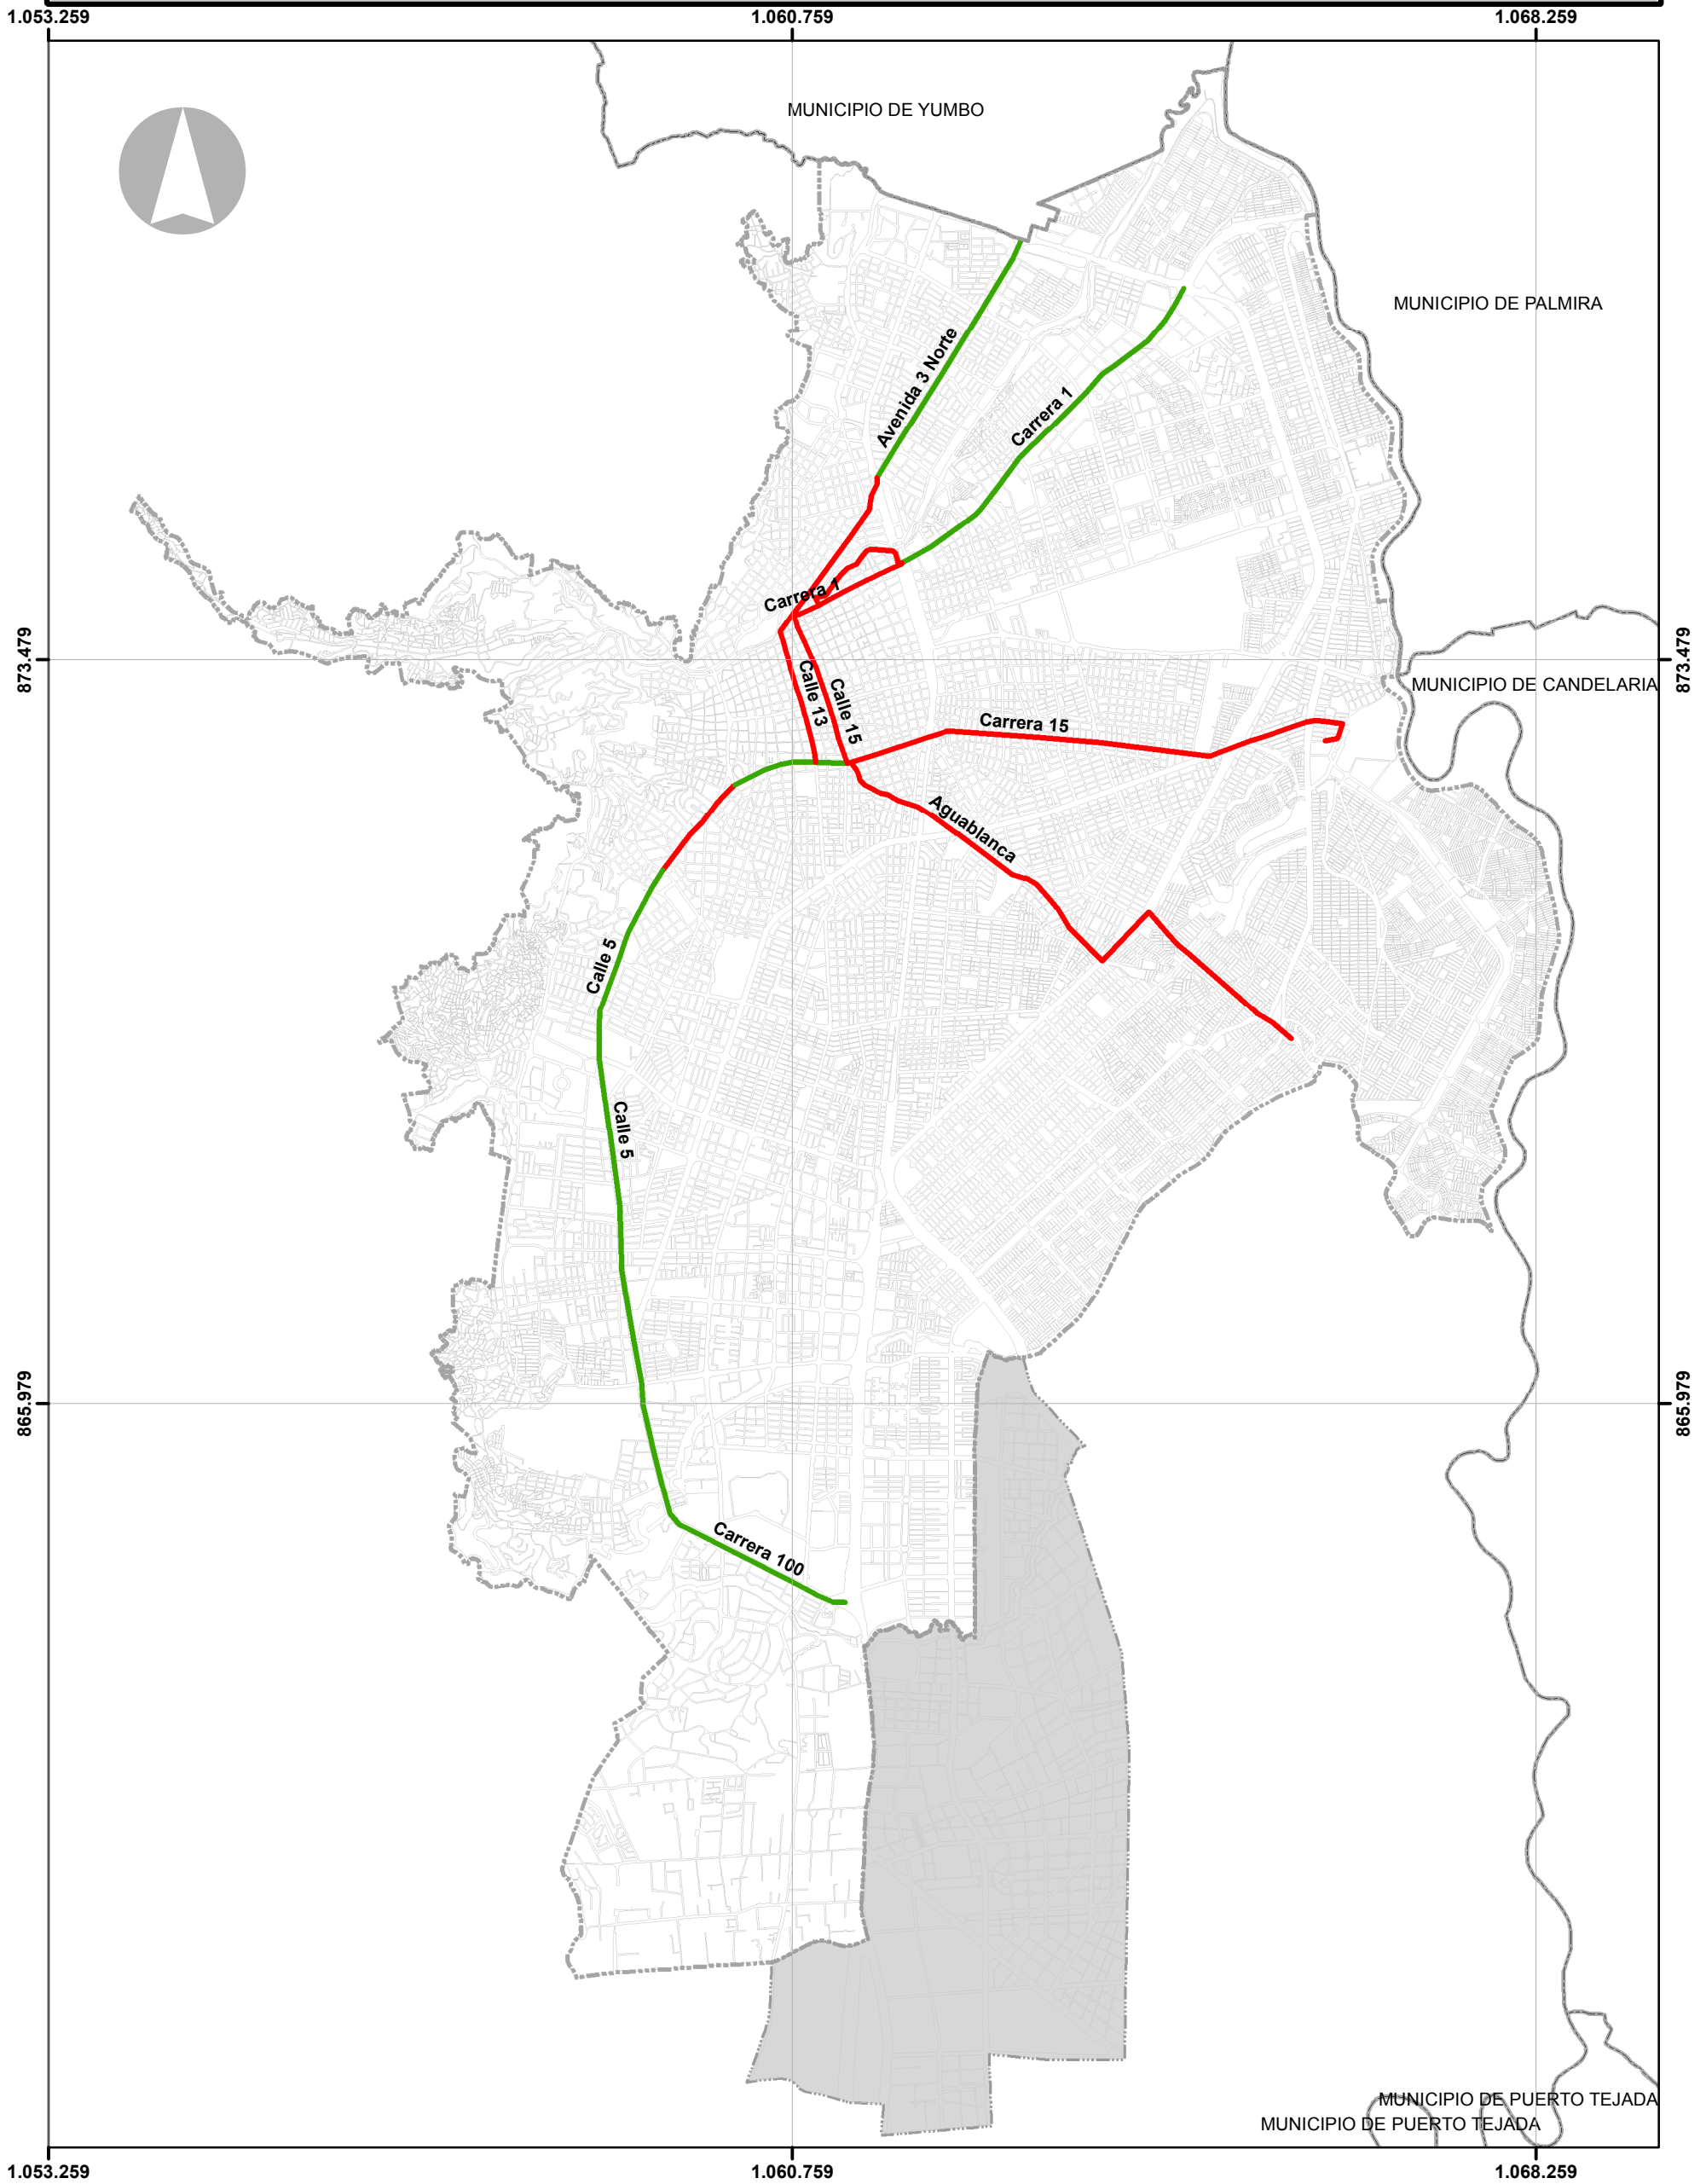 1.053.259
1.060.759
1.068.259
MUNICIPIO DE YUMBO
MUNICIPIO DE PALMIRA
Avenida 3 Norte
Carrera 1
Carrera 1
873.479
873.479
MUNICIPIO DE CANDELARIA
Calle 13
Calle 15
Carrera 15
Aguablanca
Calle 5
Calle 5
865.979
865.979
Carrera 100
MUNICIPIO DE PUERTO TEJADA
MUNICIPIO DE PUERTO TEJADA
1.053.259
1.060.759
1.068.259